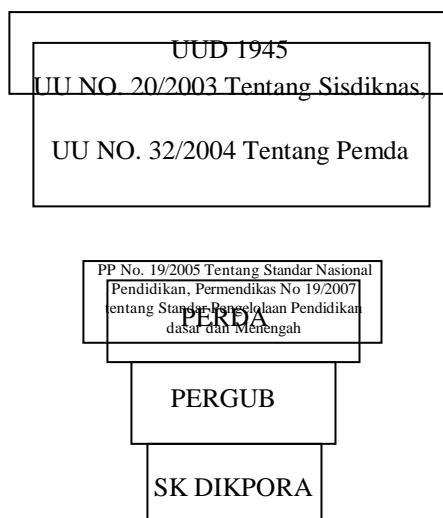 UUD 1945
UU NO. 20/2003 Tentang Sisdiknas,
UU NO. 32/2004 Tentang Pemda
PP No. 19/2005 Tentang Standar Nasional
Pendidikan, Permendikas No 19/2007
tentang Standar Pengelolaan Pendidikan
dasar dan Menengah
PERDA
PERGUB
SK DIKPORA